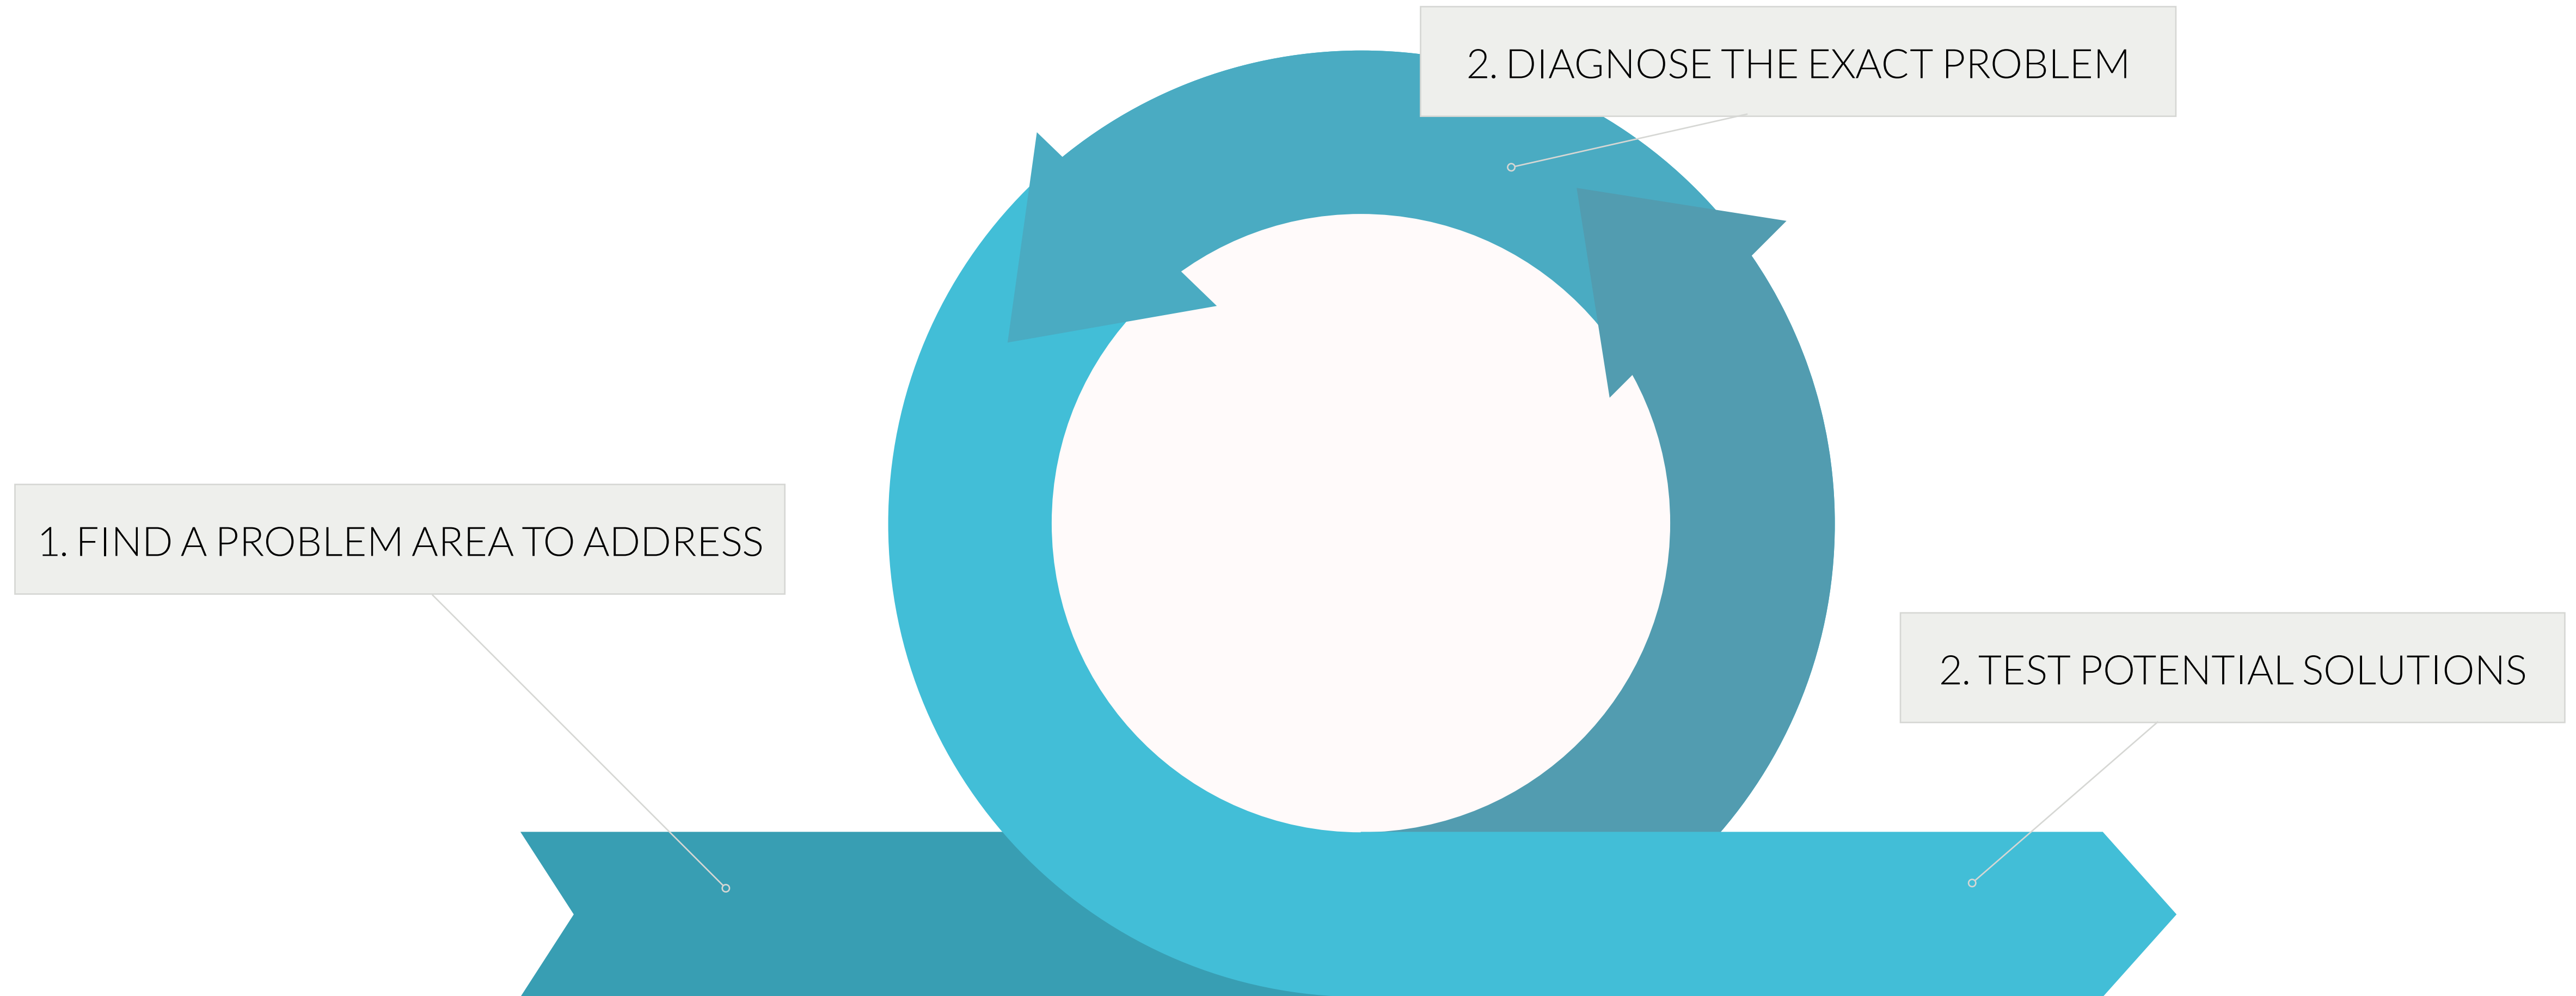 2. DIAGNOSE THE EXACT PROBLEM
1. FIND A PROBLEM AREA TO ADDRESS
2. TEST POTENTIAL SOLUTIONS